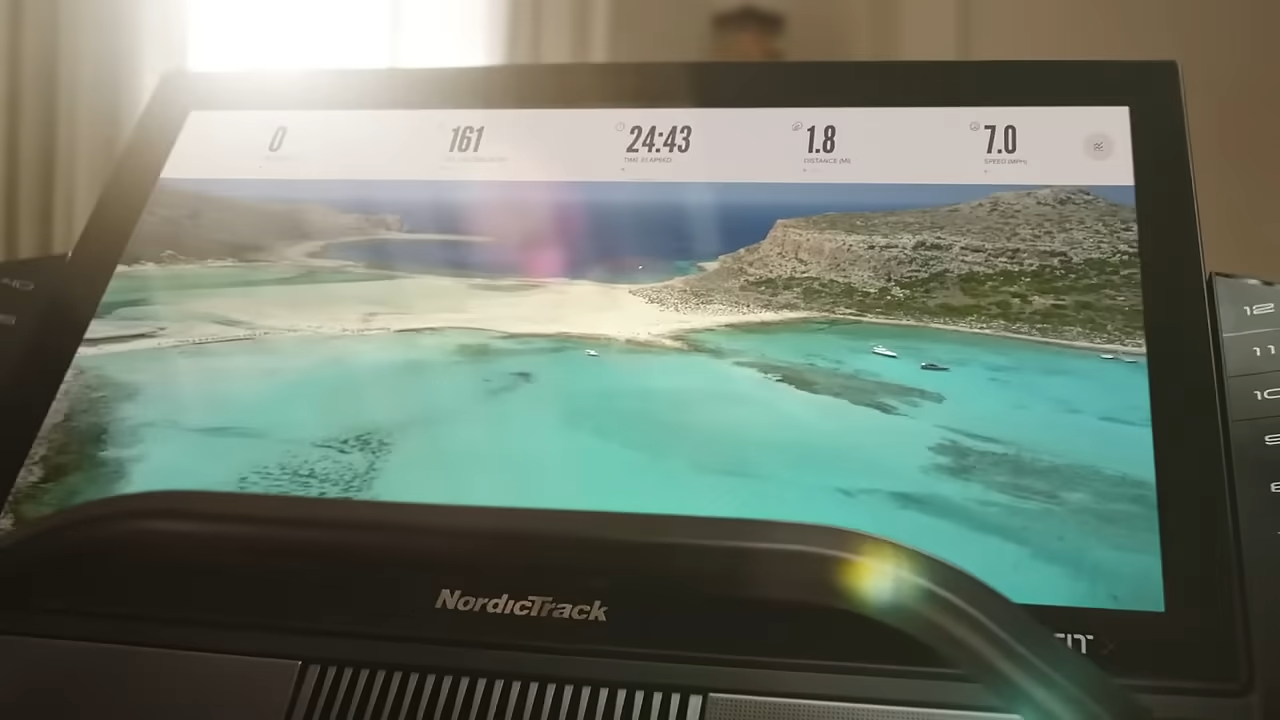 0
161
24:43
TIME ELAPSED
1.8
DISTANCE (MI)
7.0
SPEED (MPH)
12
11
10
NordicTrack